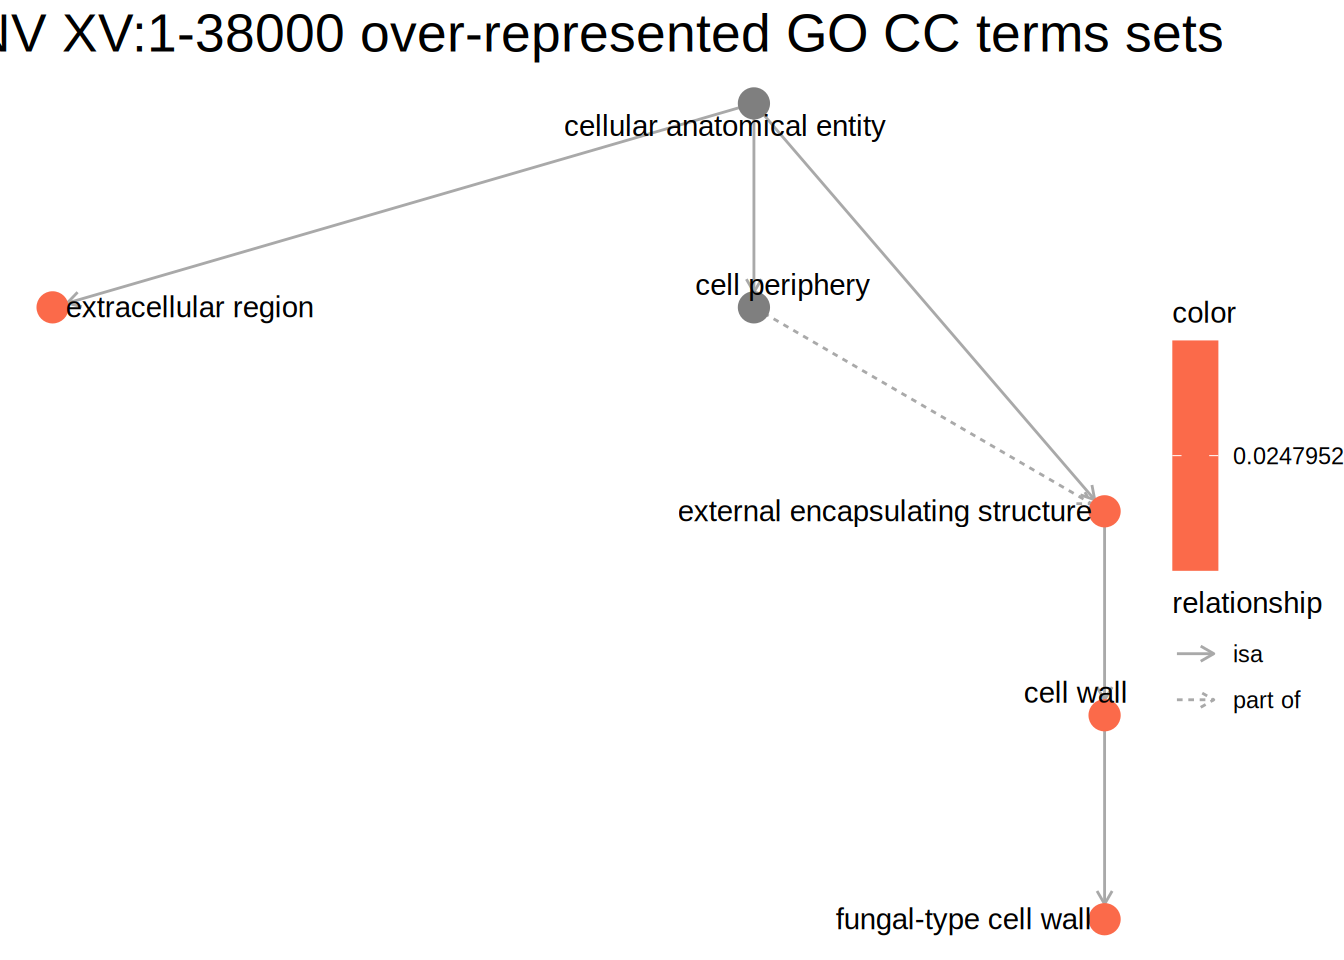 XV:1-38000 over-represented GO CC terms sets
cellular anatomical entity
cell periphery
extracellular region
color
0.0247952
external encapsulating structure
relationship
isa
cell wall
part of
fungal-type cell wall